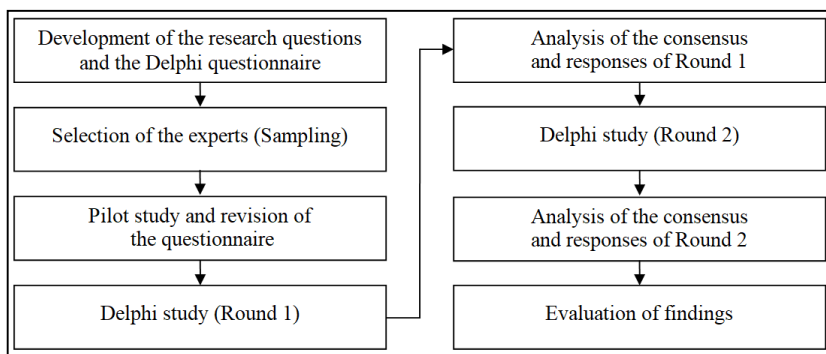 Development of the research questions
and the Delphi questionnaire
Selection of the experts (Sampling)
Pilot study and revision of
the questionnaire
Delphi study (Round 1)
Analysis of the consensus
and responses of Round 1
Delphi study (Round 2)
Analysis of the consensus
and responses of Round 2
Evaluation of findings